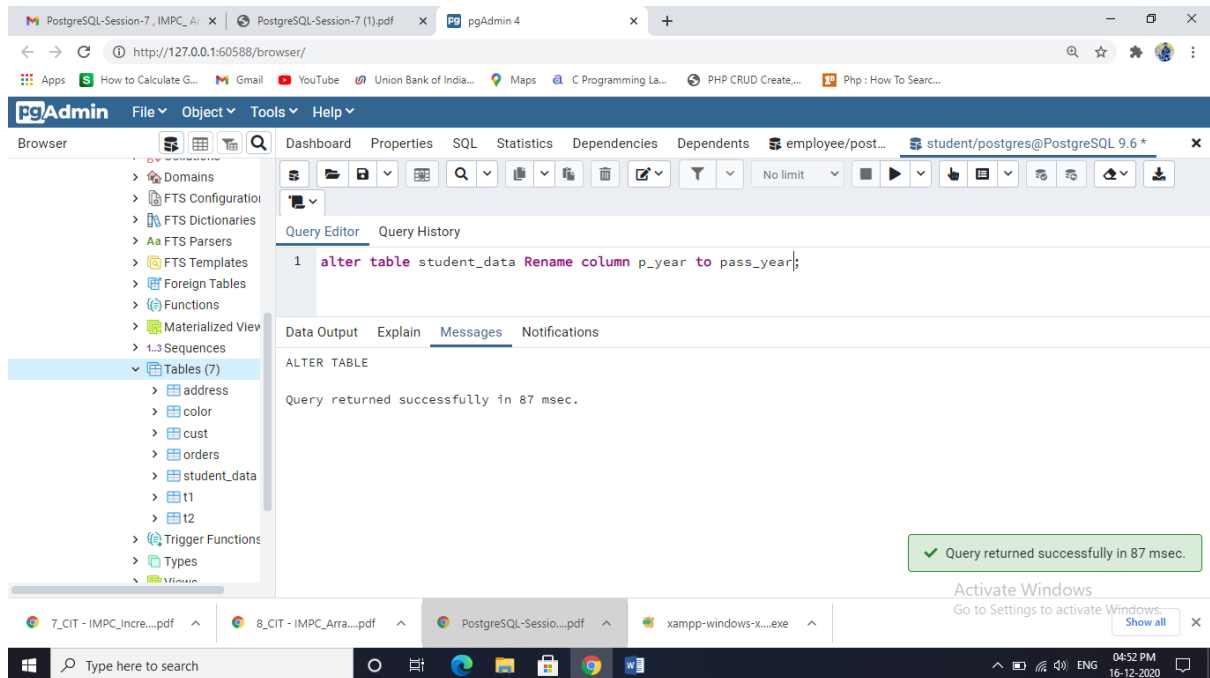 PostgreSQL-Session-7 , IMPC_ A
PostgreSQL-Session-7 (1).pdf
pgAdmin 4
http://127.0.0.1:60588/browser/
Apps
How to Calculate G...
Gmail
YouTube
Union Bank of India...
Maps
C Programming La...
PHP CRUD Create,...
Php : How To Searc...
pgAdmin
File
Object
Tools
Help
Browser
Dashboard
Properties
SQL
Statistics
Dependencies
Dependents
employee/post...
student/postgres@PostgreSQL 9.6 *
Domains
FTS Configuration
FTS Dictionaries
Aa FTS Parsers
FTS Templates
Foreign Tables
Functions
Materialized View
1..3 Sequences
Tables (7)
address
color
cust
orders
student_data
t1
t2
Trigger Functions
Types
Views
No limit
Query Editor
Query History
1 alter table student_data Rename column p_year to pass_year;
Data Output
Explain
Messages
Notifications
ALTER TABLE
Query returned successfully in 87 msec.
Query returned successfully in 87 msec.
Activate Windows
Go to Settings to activate Windows.
7_CIT - IMPC_Incre....pdf
8_CIT - IMPC_Arra....pdf
PostgreSQL-Sessio....pdf
xampp-windows-x....exe
Show all
Type here to search
ENG
04:52 PM
16-12-2020